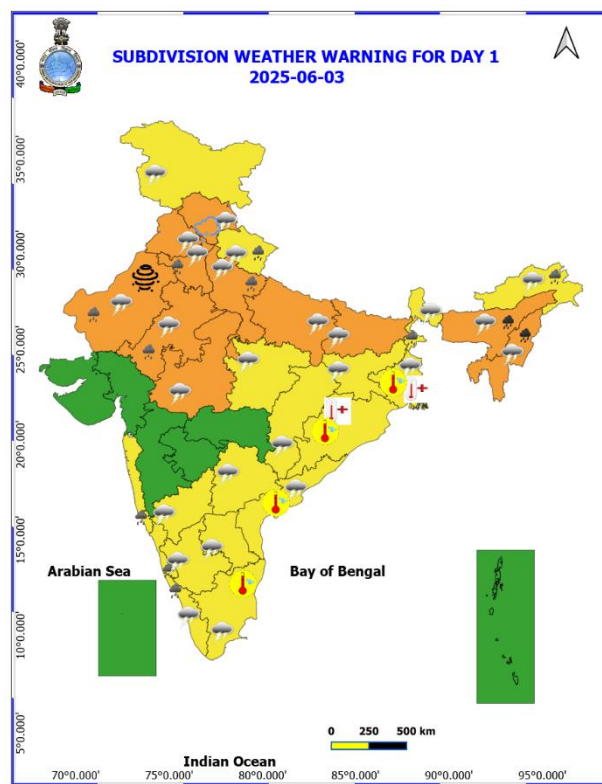 SUBDIVISION WEATHER WARNING FOR DAY 1
2025-06-03
40°0.000'
35°0.000'
30°0.000'
25°0.000'
20°0.000'
15°0.000'
10°0.000'
5°0.000'
Arabian Sea
Bay of Bengal
0 250 500 km
Indian Ocean
70°0.000' 75°0.000' 80°0.000' 85°0.000' 90°0.000' 95°0.000'